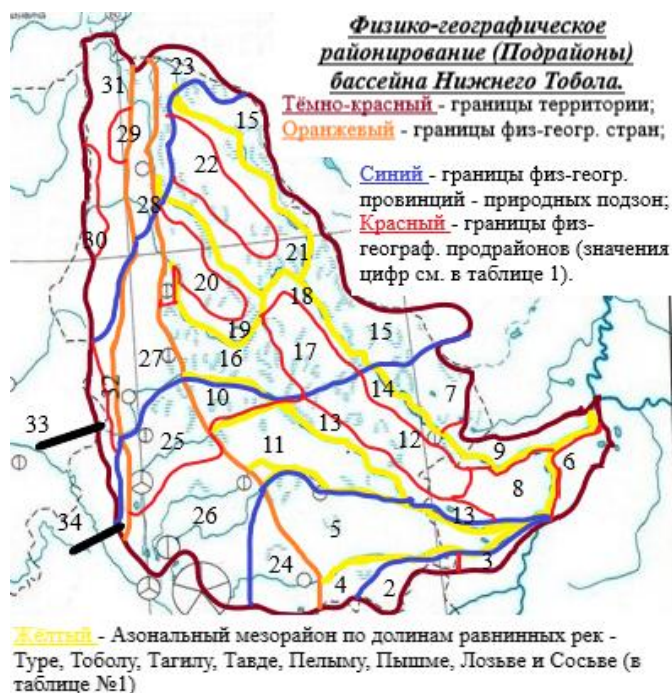 Физико-географическое
районирование (Подрайоны)
бассейна Нижнего Тобола.
Тёмно-красный - границы территории;
Оранжевый - границы физ-геогр. стран;
Синий - границы физ-геогр.
провинций - природных подзон;
Красный - границы физ-
географ. продрайонов (значения
цифр см. в таблице 1).
23
31
15
29
22
28
30
21
20
18
19
15
17
16
27
14
32
7
10
13
12
33
25
11
9
6
8
13
34
26
5
24
4
2
3
Жёлтый - Азональный мезорайон по долинам равнинных рек -
Туре, Тоболу, Тагилу, Тавде, Пелыму, Пышме, Лозьве и Сосьве (в
таблице №1)